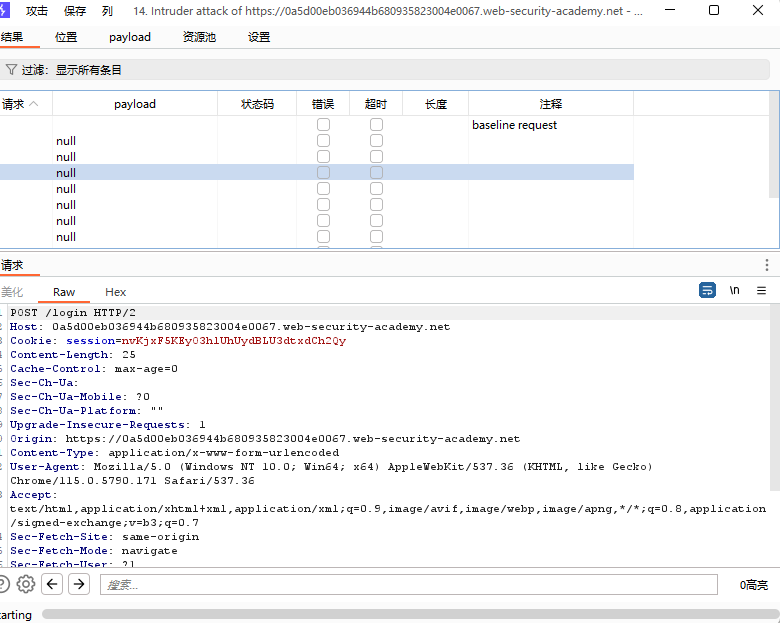 攻击 保存 列 14. Intruder attack of https://0a5d00eb036944b680935823004e0067.web-security-academy.net - ...
结果 位置 payload 资源池 设置
过滤: 显示所有条目
请求 payload 状态码 错误 超时 长度 注释
baseline request
null
null
null
null
null
null
null
请求
美化 Raw Hex \n
POST /login HTTP/2
Host: 0a5d00eb036944b680935823004e0067.web-security-academy.net
Cookie: session=nvKjxF5KEyO3hlUhUydBLU3dtxdCh2Qy
Content-Length: 25
Cache-Control: max-age=0
Sec-Ch-Ua:
Sec-Ch-Ua-Mobile: ?0
Sec-Ch-Ua-Platform: ""
Upgrade-Insecure-Requests: 1
Origin: https://0a5d00eb036944b680935823004e0067.web-security-academy.net
Content-Type: application/x-www-form-urlencoded
User-Agent: Mozilla/5.0 (Windows NT 10.0; Win64; x64) AppleWebKit/537.36 (KHTML, like Gecko)
Chrome/115.0.5790.171 Safari/537.36
Accept:
text/html,application/xhtml+xml,application/xml;q=0.9,image/avif,image/webp,image/apng,*/*;q=0.8,application
/signed-exchange;v=b3;q=0.7
Sec-Fetch-Site: same-origin
Sec-Fetch-Mode: navigate
Sec-Fetch-User: ?1
搜索... 0高亮
arting